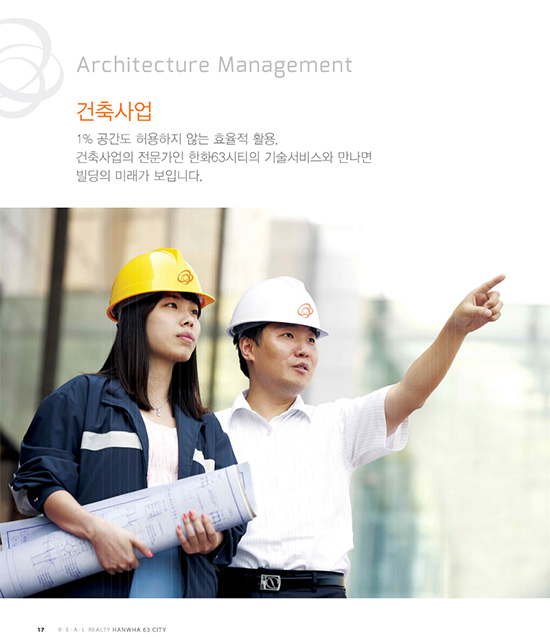 Architecture Management
건축사업
1% 공간도 허용하지 않는 효율적 활용.
건축사업의 전문가인 한화63시티의 기술서비스와 만나면
빌딩의 미래가 보입니다.
17 R·E·A·L REALTY HANWHA 63 CITY